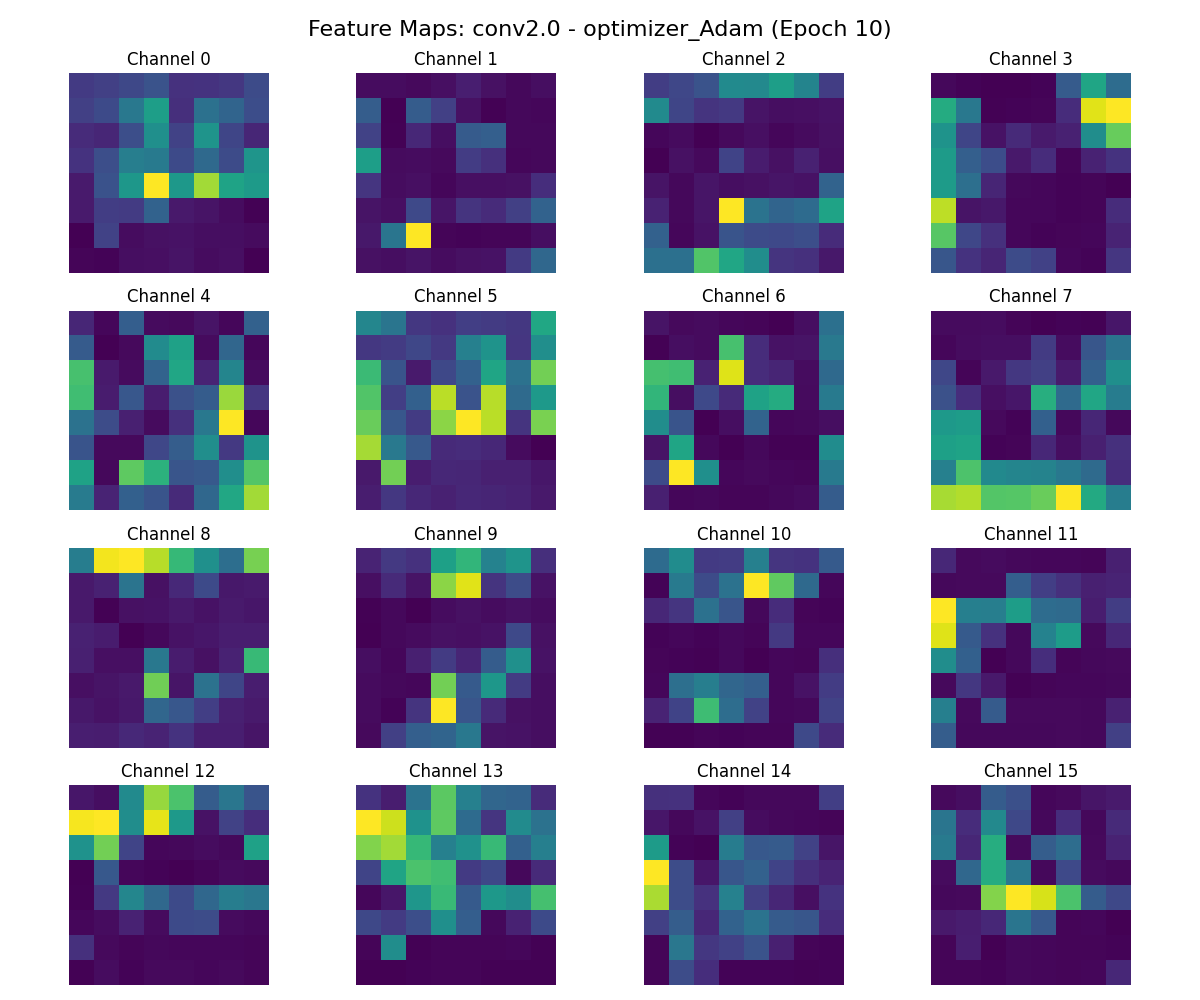 Feature Maps: conv2.0 - optimizer_Adam (Epoch 10)
Channel 0
Channel 1
Channel 2
Channel 3
Channel 4
Channel 5
Channel 6
Channel 7
Channel 8
Channel 9
Channel 10
Channel 11
Channel 12
Channel 13
Channel 14
Channel 15